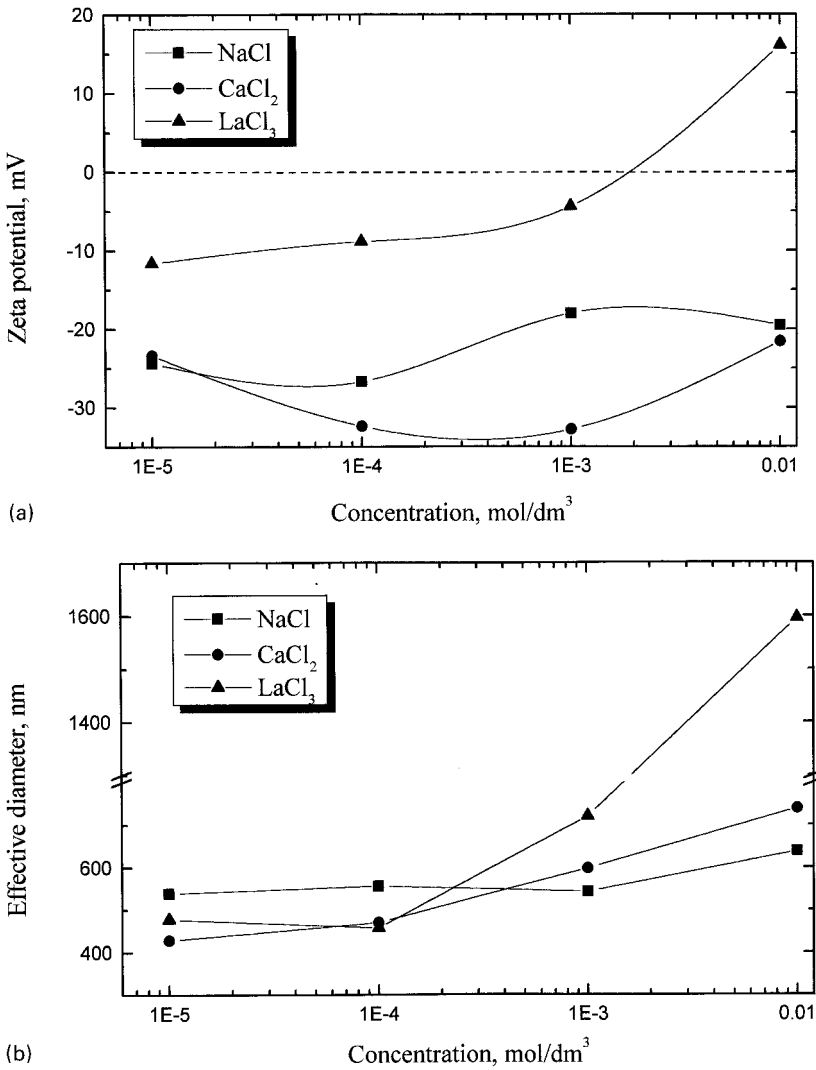 20
10
0
-10
-20
-30
Zeta potential, mV
NaCl
CaCl₂
LaCl₃
1E-5 1E-4 1E-3 0.01
(a) Concentration, mol/dm³
1600
1400
600
400
Effective diameter, nm
NaCl
CaCl₂
LaCl₃
1E-5 1E-4 1E-3 0.01
(b) Concentration, mol/dm³